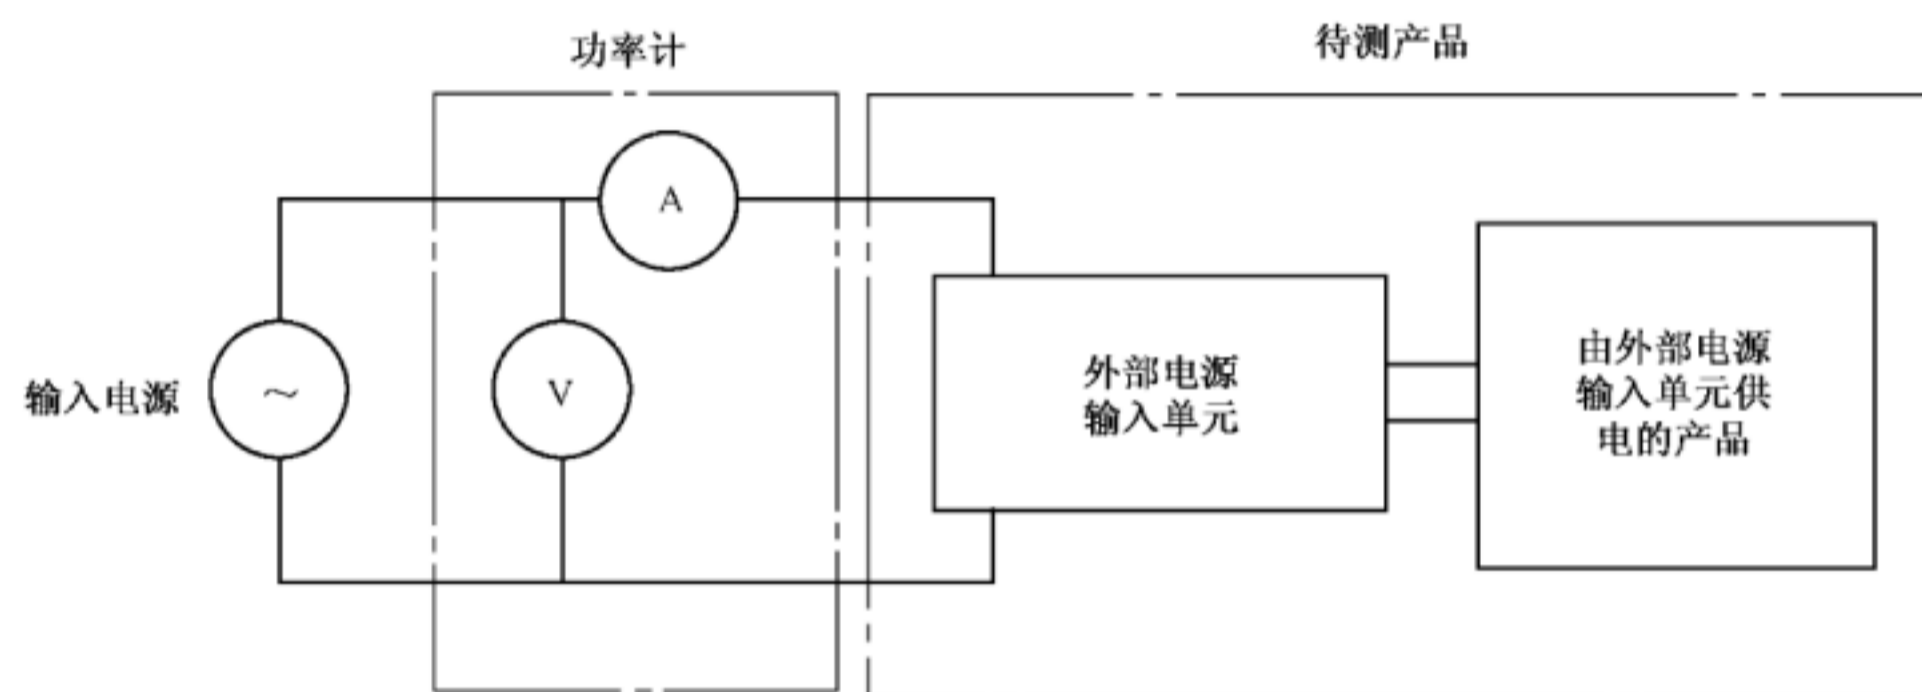 功率计
待测产品
A
输入电源
~
V
外部电源
输入单元
由外部电源
输入单元供
电的产品